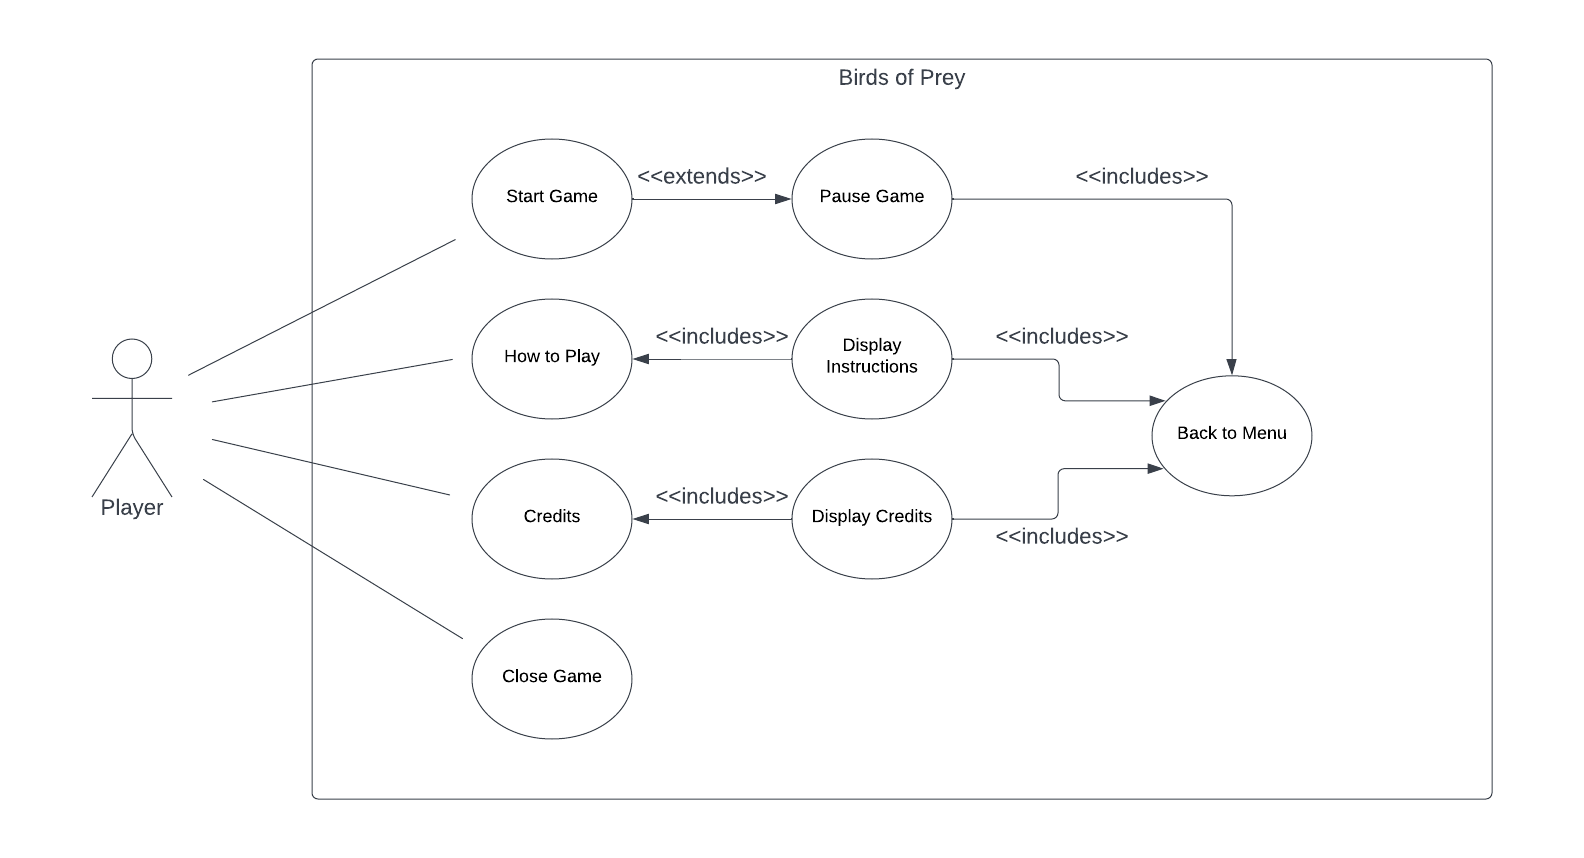 Birds of Prey
Start Game
<<extends>>
Pause Game
<<includes>>
How to Play
<<includes>>
Display
Instructions
<<includes>>
Back to Menu
Credits
<<includes>>
Display Credits
<<includes>>
Close Game
Player